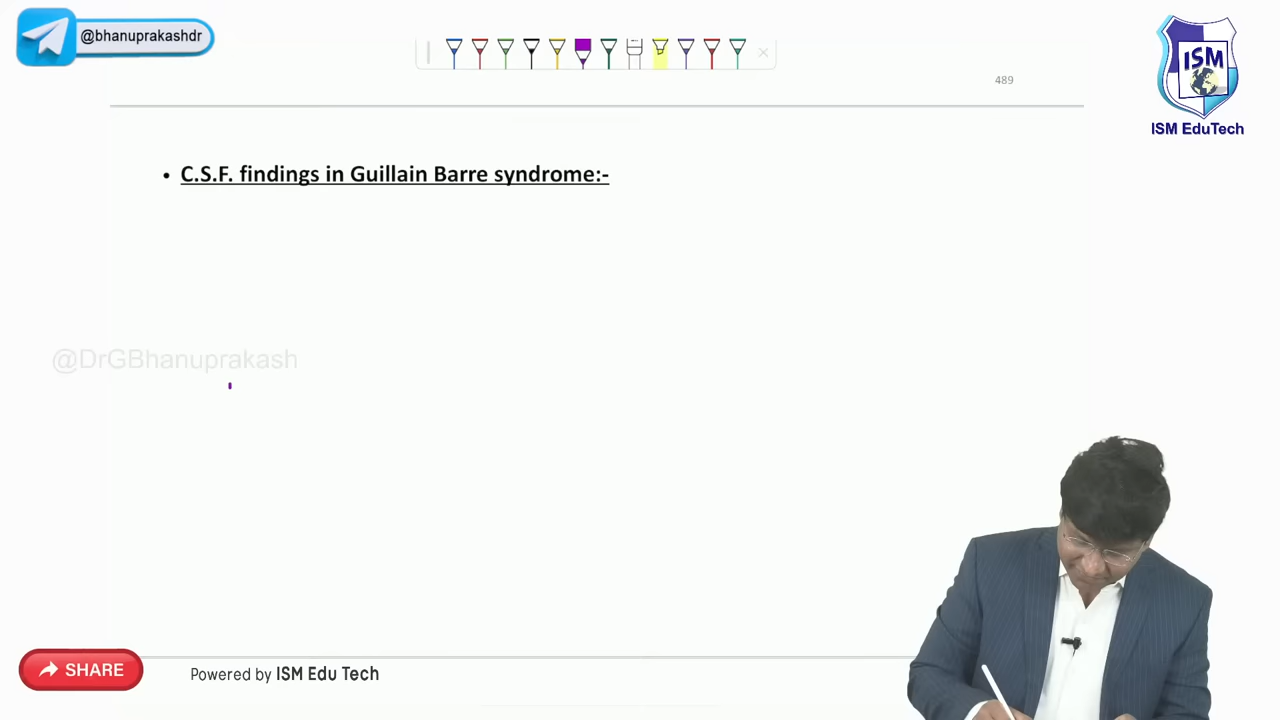 @bhanuprakashdr
489
ISM
ISM EduTech
• C.S.F. findings in Guillain Barre syndrome:-
@DrGBhanuprakash
SHARE
Powered by ISM Edu Tech